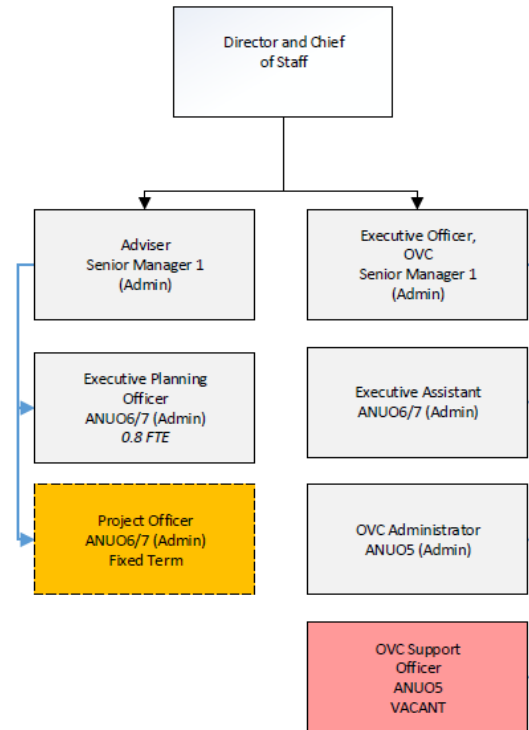 Director and Chief
of Staff
Adviser
Senior Manager 1
(Admin)
Executive Officer,
OVC
Senior Manager 1
(Admin)
Executive Planning
Officer
ANUO6/7 (Admin)
0.8 FTE
Executive Assistant
ANUO6/7 (Admin)
Project Officer
ANUO6/7 (Admin)
Fixed Term
OVC Administrator
ANUO5 (Admin)
OVC Support
Officer
ANUO5
VACANT